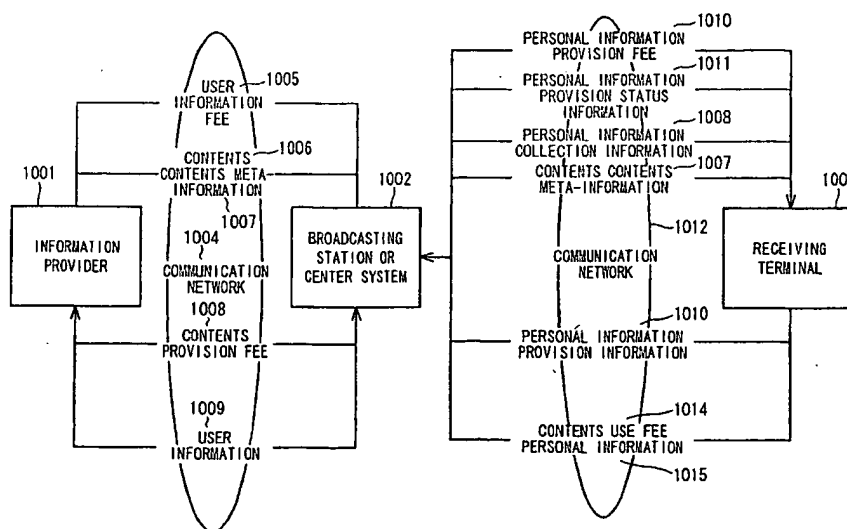 1005
USER
INFORMATION
FEE
1006
CONTENTS
CONTENTS META
INFORMATION
1007
1001
INFORMATION
PROVIDER
1002
BROADCASTING
STATION OR
CENTER SYSTEM
1004
COMMUNICATION
NETWORK
1008
CONTENTS
PROVISION FEE
1009
USER
INFORMATION
1010
PERSONAL INFORMATION
PROVISION FEE
1011
PERSONAL INFORMATION
PROVISION STATUS
INFORMATION
1008
PERSONAL INFORMATION
COLLECTION INFORMATION
1007
CONTENTS CONTENTS
META-INFORMATION
1012
COMMUNICATION
NETWORK
RECEIVING
TERMINAL
1010
PERSONAL INFORMATION
PROVISION INFORMATION
1014
CONTENTS USE FEE
PERSONAL INFORMATION
1015